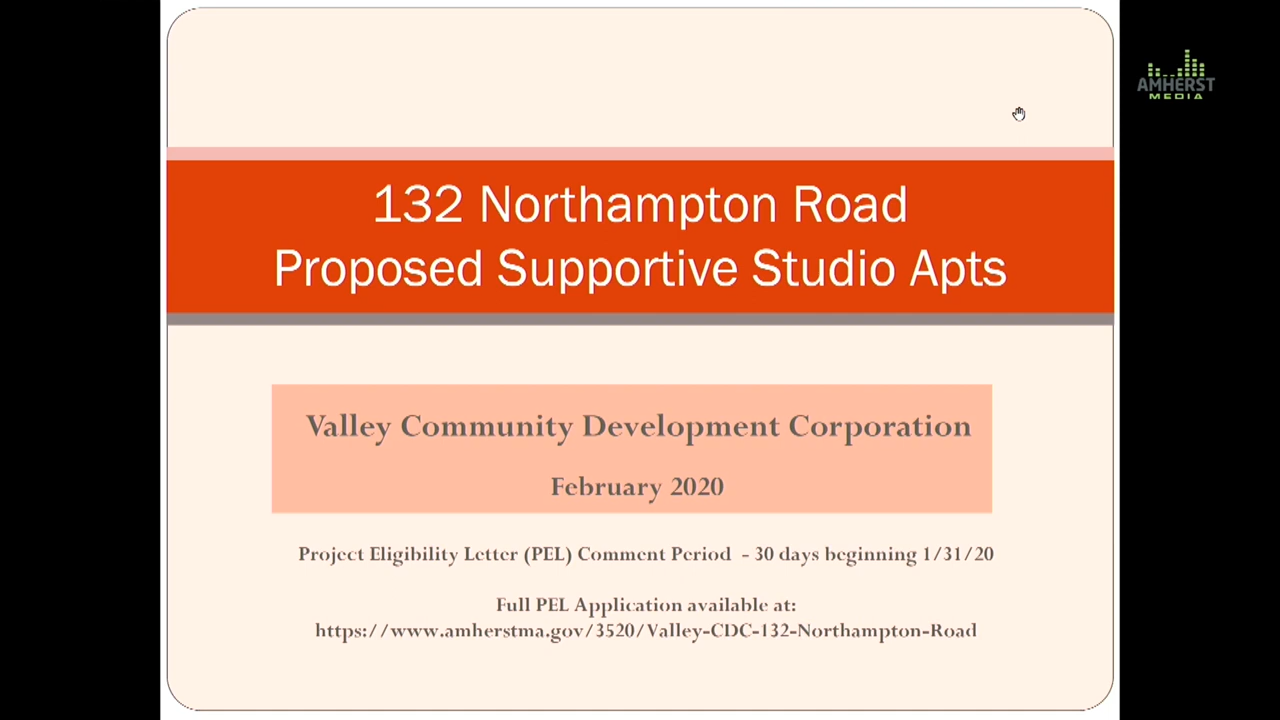 AMHERST
MEDIA
132 Northampton Road
Proposed Supportive Studio Apts
Valley Community Development Corporation
February 2020
Project Eligibility Letter (PEL) Comment Period - 30 days beginning 1/31/20
Full PEL Application available at:
https://www.amherstma.gov/3520/Valley-CDC-132-Northampton-Road